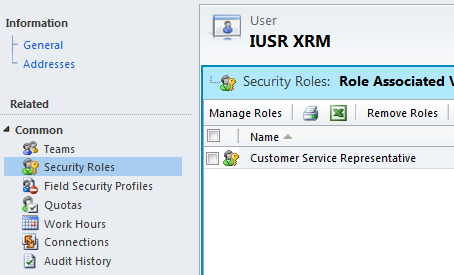 Information
General
Addresses
Related
Common
Teams
Security Roles
Field Security Profiles
Quotas
Work Hours
Connections
Audit History
User
IUSR XRM
Security Roles: Role Associated
Manage Roles Remove Roles
Name
Customer Service Representative